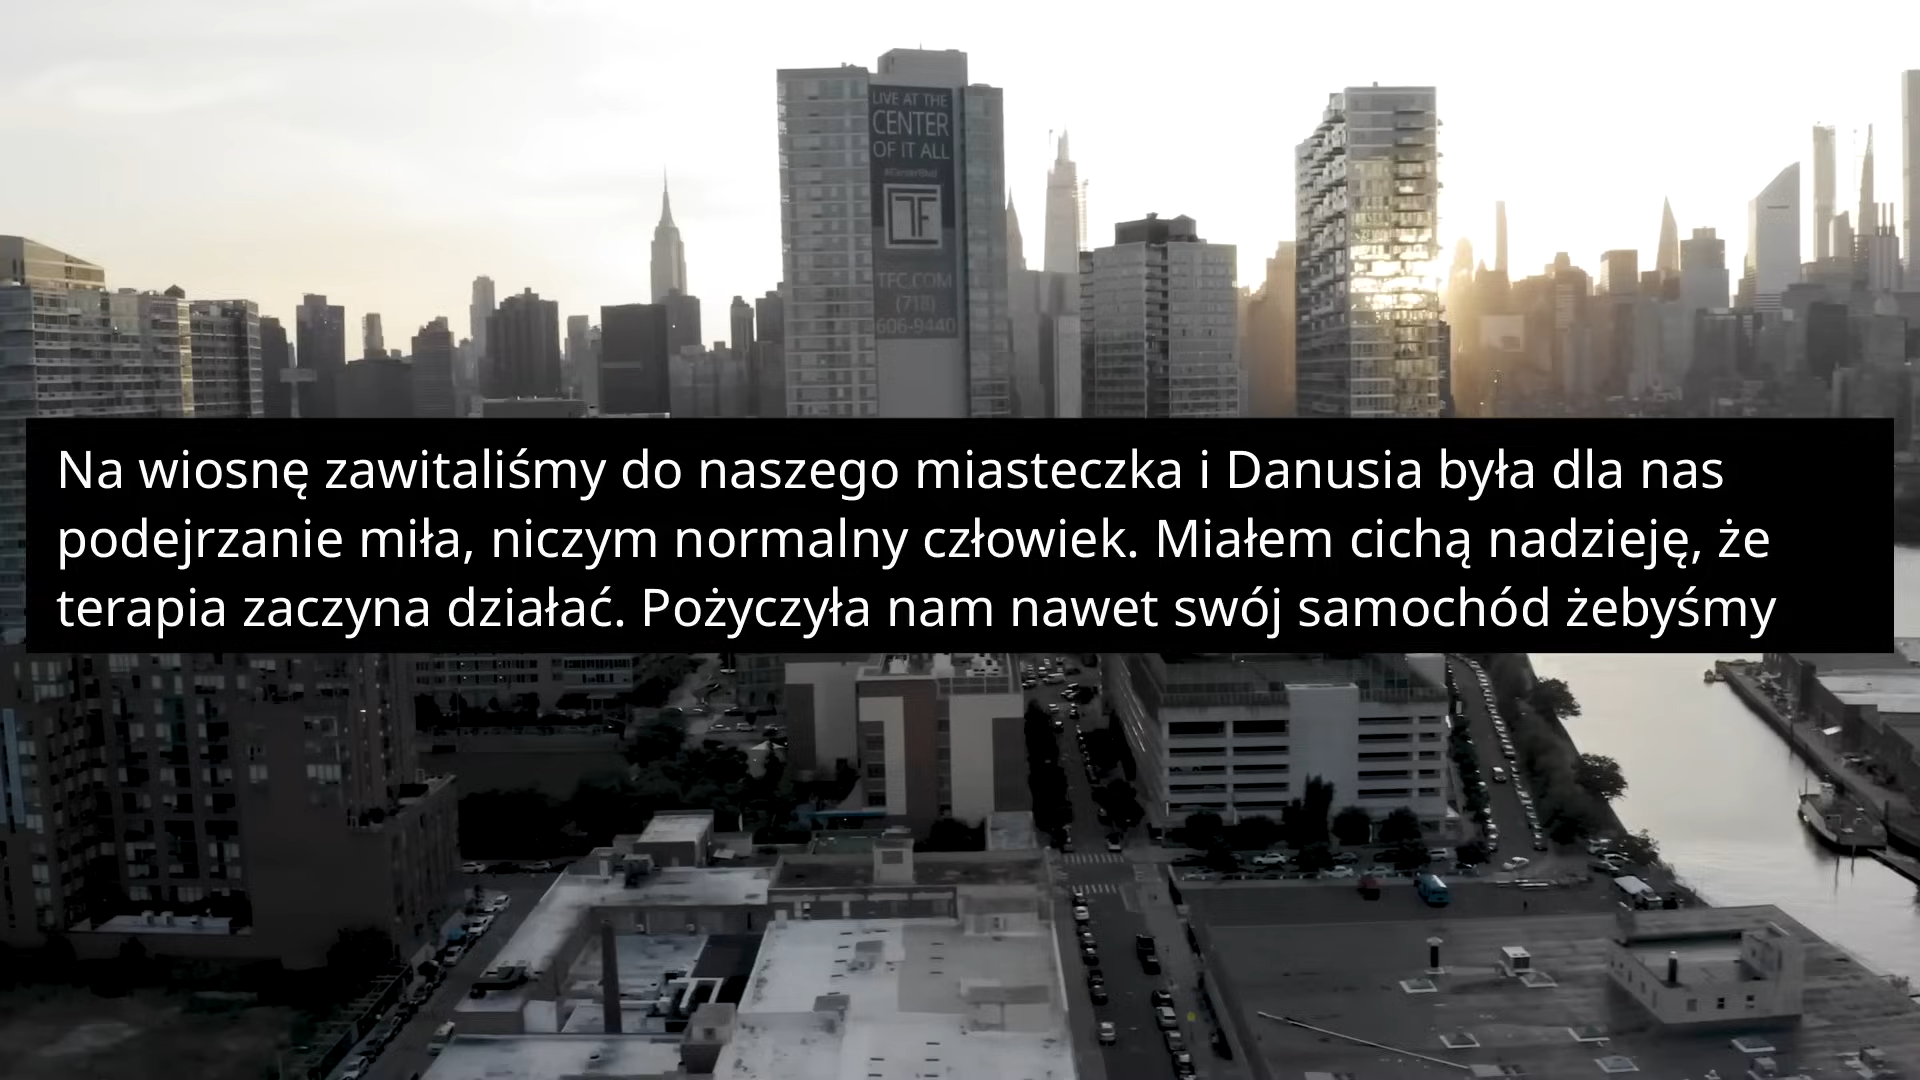 LIVE AT THE
CENTER
OF IT ALL
TFC
TFC.COM
(718)
606-9440
Na wiosnę zawitaliśmy do naszego miasteczka i Danusia była dla nas
podejrzanie miła, niczym normalny człowiek. Miałem cichą nadzieję, że
terapia zaczyna działać. Pożyczyła nam nawet swój samochód żebyśmy